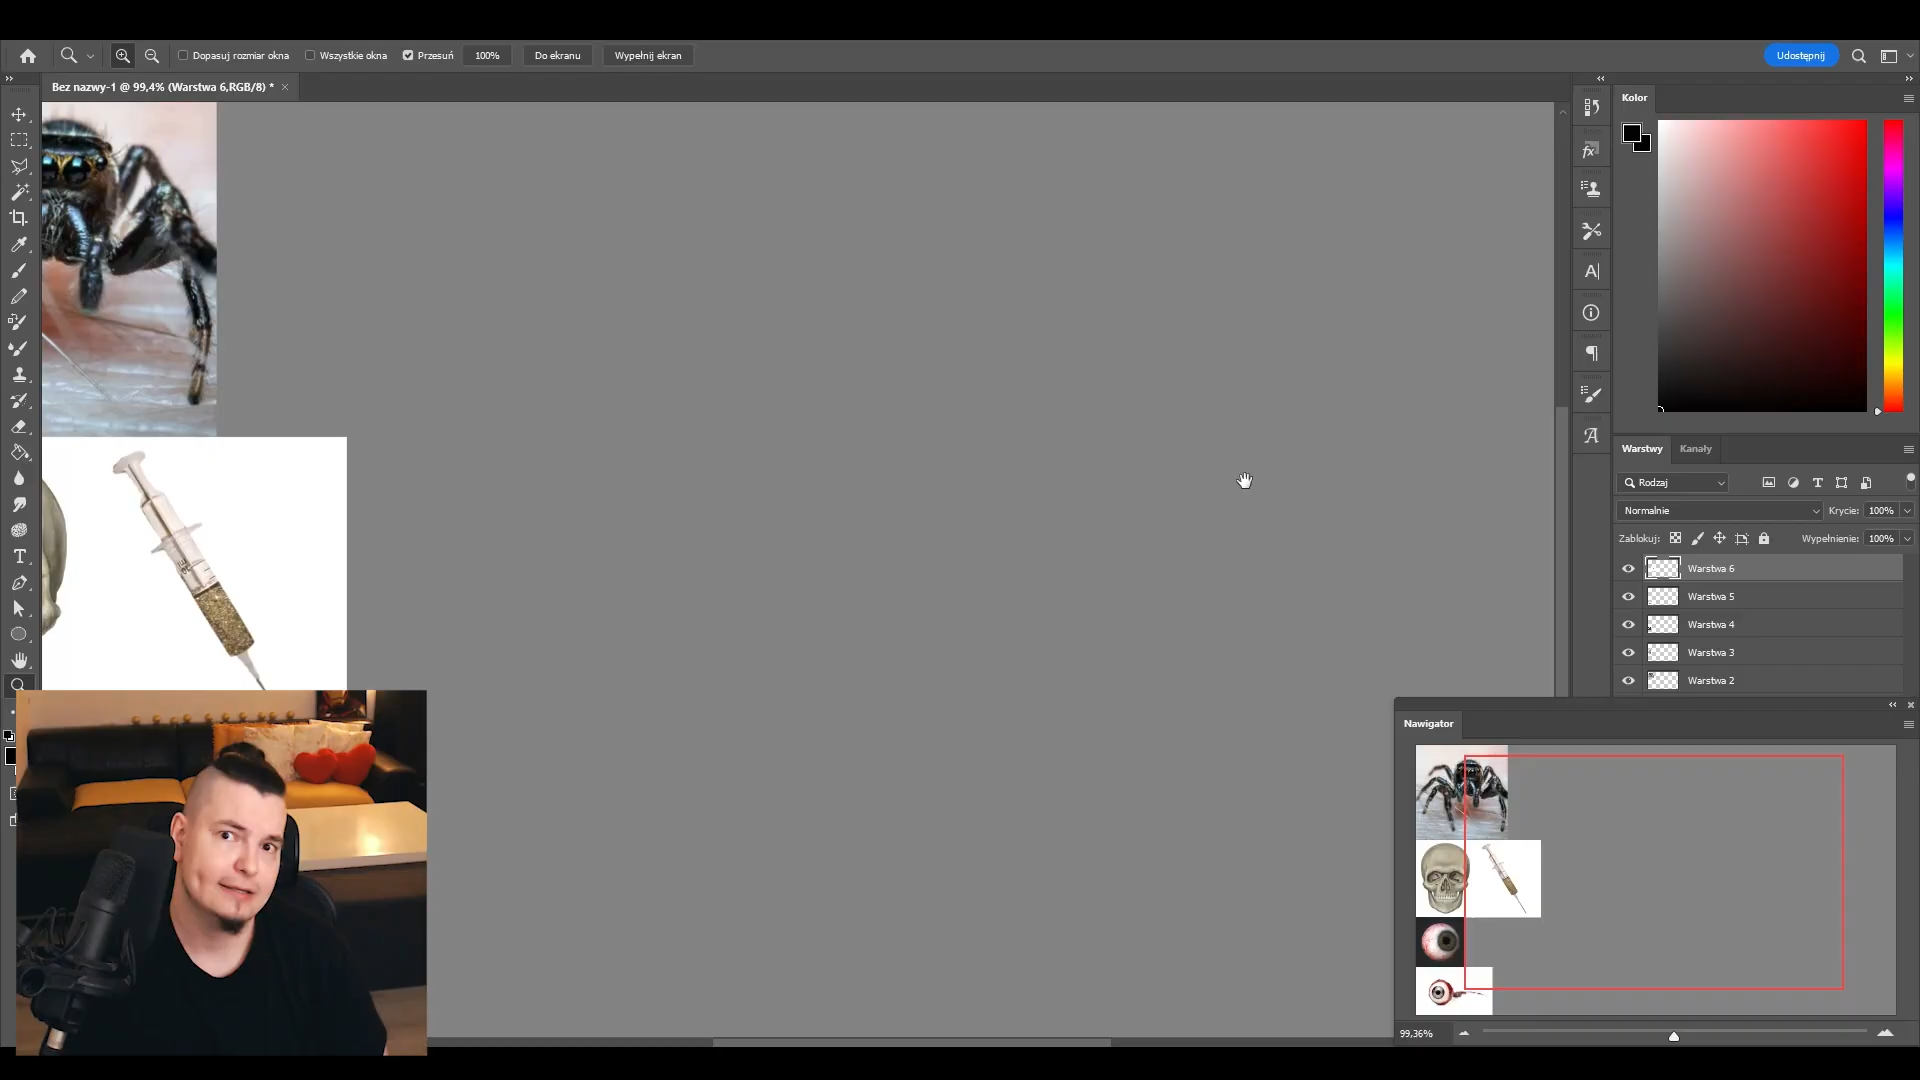 Dopasuj rozmiar okna
Wszystkie okna
Przesuń
100%
Do ekranu
Wypełnij ekran
Udostępnij
Bez nazwy-1 @ 99,4% (Warstwa 6,RGB/8) *
Kolor
Warstwy
Kanały
Rodzaj
Normalnie
Krycie:
100%
Zablokuj:
Wypełnienie:
100%
Warstwa 6
Warstwa 5
Warstwa 4
Warstwa 3
Warstwa 2
Nawigator
99,36%